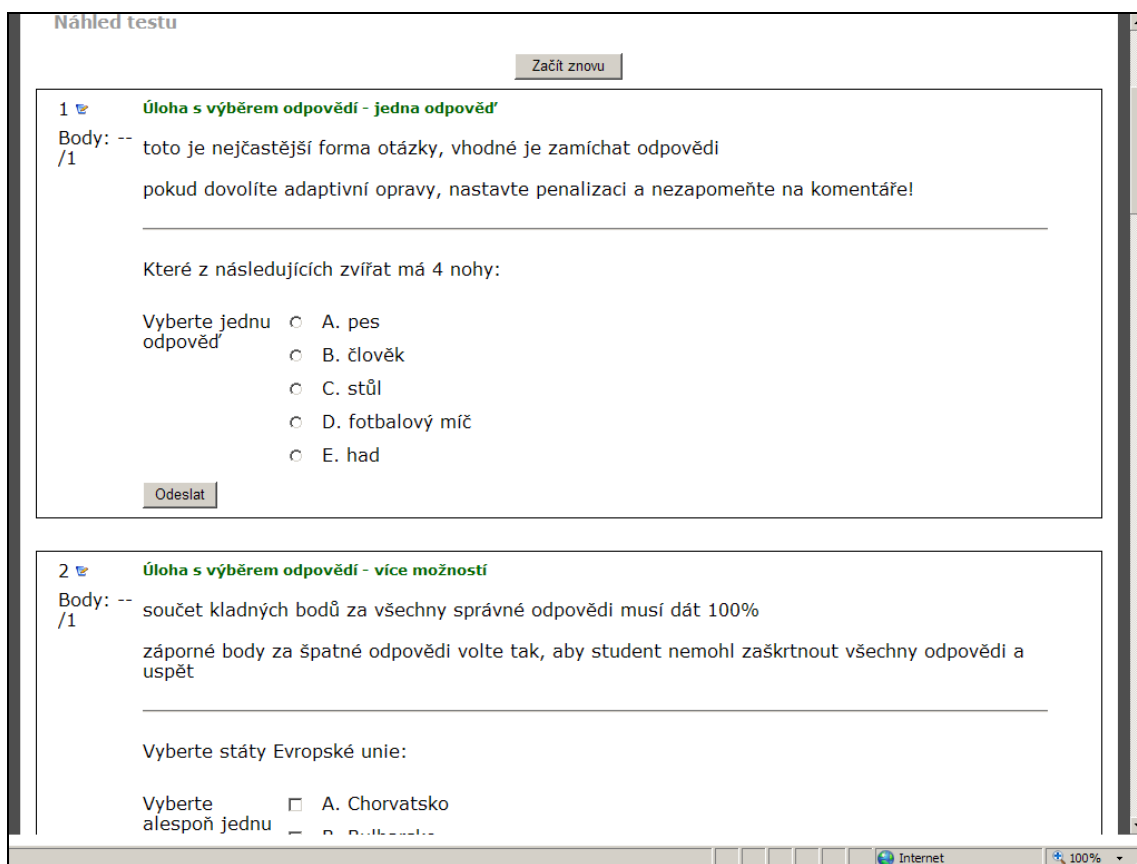 Náhled testu
Začít znovu
1
Úloha s výběrem odpovědí - jedna odpověď
Body: --
/1
toto je nejčastější forma otázky, vhodné je zamíchat odpovědi
pokud dovolíte adaptivní opravy, nastavte penalizaci a nezapomeňte na komentáře!
Které z následujících zvířat má 4 nohy:
Vyberte jednu
odpověď
A. pes
B. člověk
C. stůl
D. fotbalový míč
E. had
Odeslat
2
Úloha s výběrem odpovědí - více možností
Body: --
/1
součet kladných bodů za všechny správné odpovědi musí dát 100%
záporné body za špatné odpovědi volte tak, aby student nemohl zaškrtnout všechny odpovědi a
uspět
Vyberte státy Evropské unie:
Vyberte
alespoň jednu
A. Chorvatsko
Internet
100%